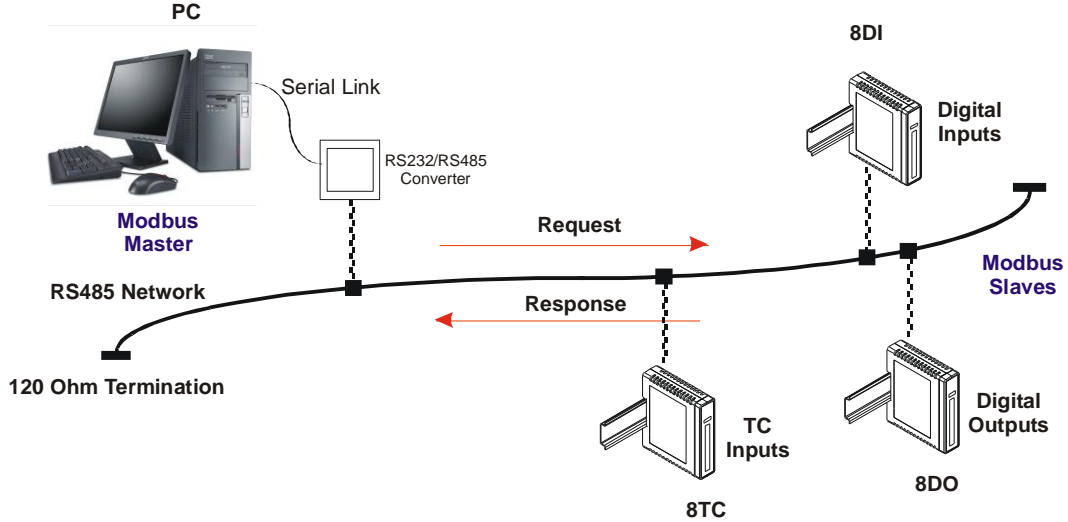 PC
8DI
Serial Link
Digital
Inputs
RS232/RS485
Converter
Modbus
Master
Request
Modbus
Slaves
RS485 Network
Response
120 Ohm Termination
TC
Inputs
Digital
Outputs
8DO
8TC